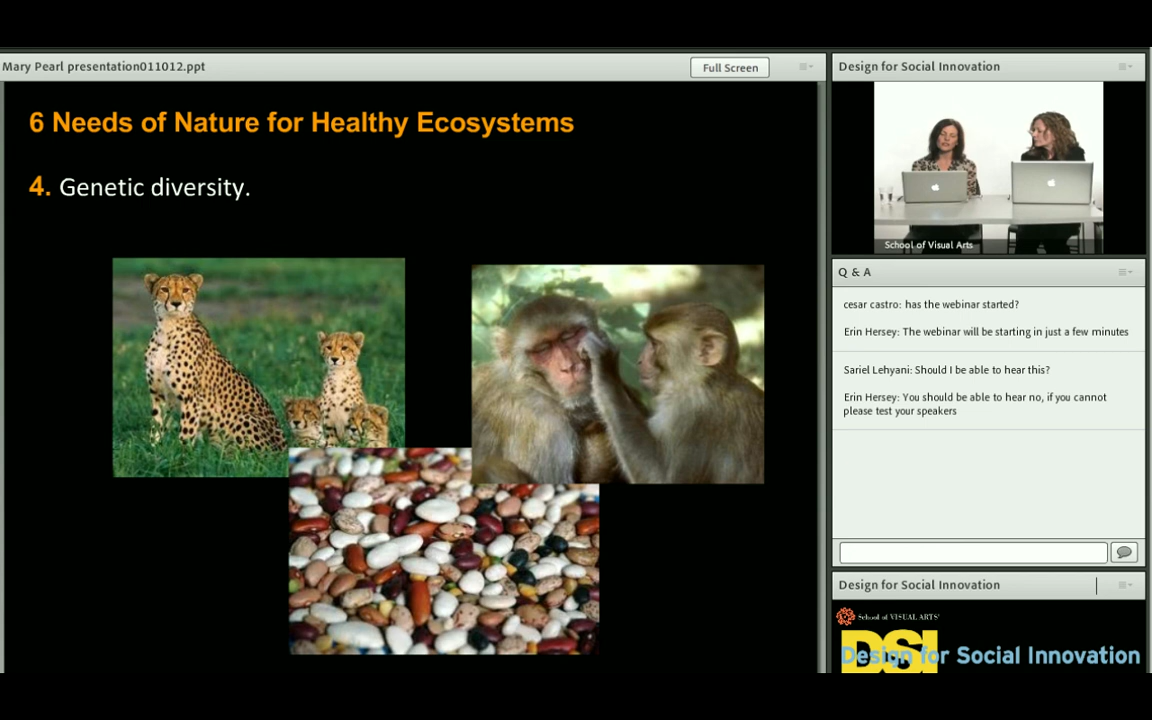 Mary Pearl presentation011012.ppt
Full Screen
6 Needs of Nature for Healthy Ecosystems
4. Genetic diversity.
Design for Social Innovation
School of Visual Arts
Q & A
cesar castro: has the webinar started?
Erin Hersey: The webinar will be starting in just a few minutes
Sariel Lehyani: Should I be able to hear this?
Erin Hersey: You should be able to hear no, if you cannot
please test your speakers
Design for Social Innovation
School of VISUAL ARTS
DSI
Design for Social Innovation